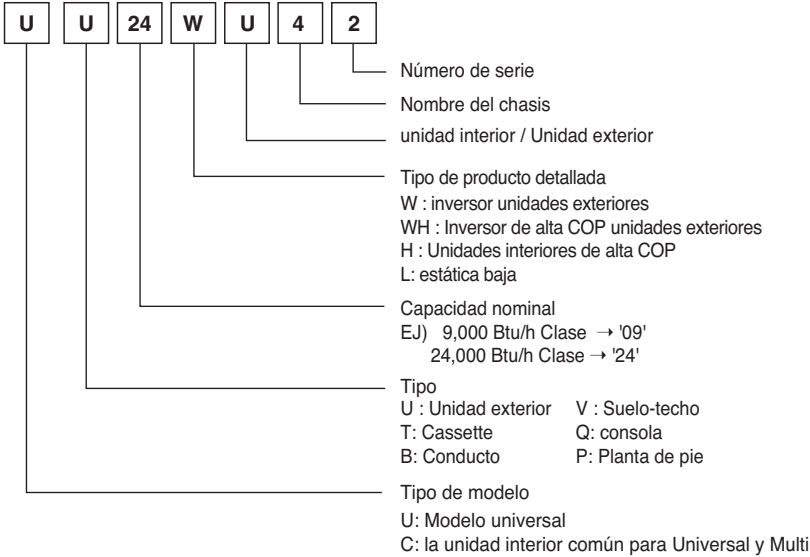 U U 24 W U 4 2
Número de serie
Nombre del chasis
unidad interior / Unidad exterior
Tipo de producto detallada
W : inversor unidades exteriores
WH : Inversor de alta COP unidades exteriores
H : Unidades interiores de alta COP
L: estática baja
Capacidad nominal
EJ) 9,000 Btu/h Clase → '09'
24,000 Btu/h Clase → '24'
Tipo
U : Unidad exterior V : Suelo-techo
T: Cassette Q: consola
B: Conducto P: Planta de pie
Tipo de modelo
U: Modelo universal
C: la unidad interior común para Universal y Multi